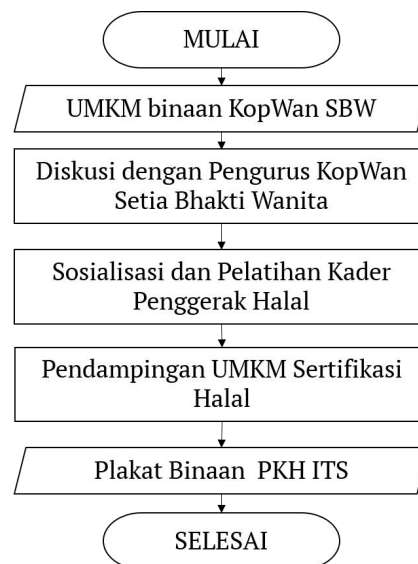 MULAI
UMKM binaan KopWan SBW
Diskusi dengan Pengurus KopWan
Setia Bhakti Wanita
Sosialisasi dan Pelatihan Kader
Penggerak Halal
Pendampingan UMKM Sertifikasi
Halal
Plakat Binaan  PKH ITS
SELESAI